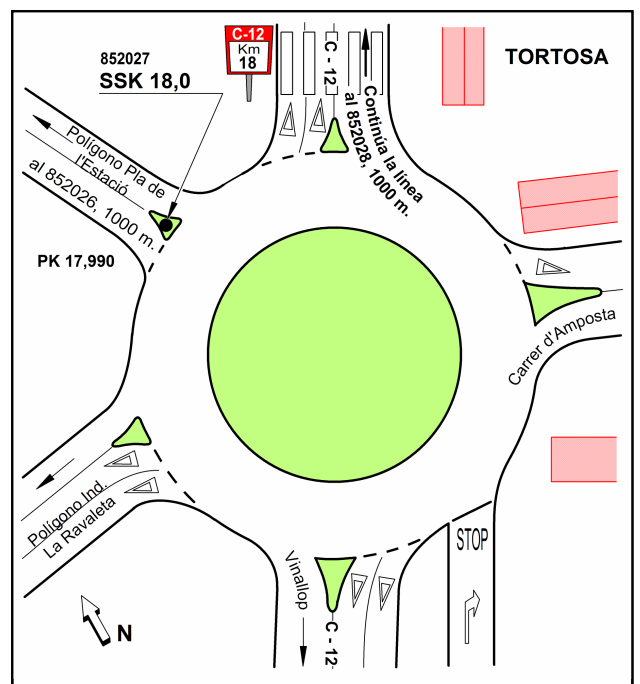 C-12
Km
18
TORTOSA
852027
SSK 18,0
C - 12
Continúa la línea
al 852028, 1000 m.
Polígono Pla de
l'Estació
al 852026, 1000 m.
PK 17,990
Carrer d'Amposta
Polígono Ind.
La Ravaleta
Vinallop
C - 12
STOP
N